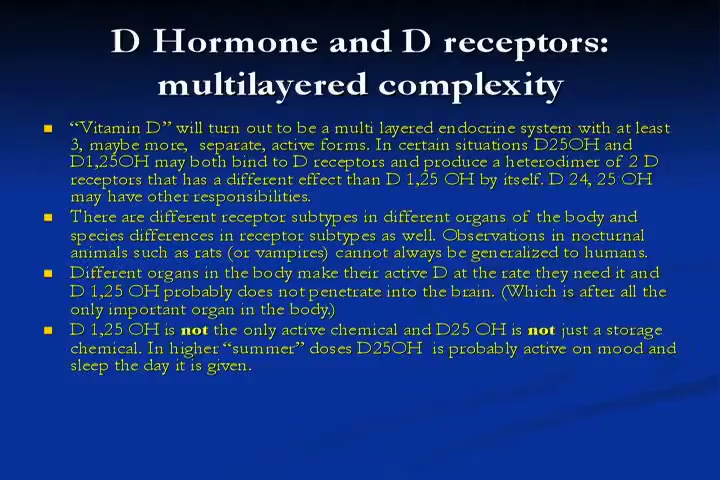 D Hormone and D receptors:
multilayered complexity
“Vitamin D” will turn out to be a multi layered endocrine system with at least
3, maybe more, separate, active forms. In certain situations D25OH and
D1,25OH may both bind to D receptors and produce a heterodimer of 2 D
receptors that has a different effect than D 1,25 OH by itself. D 24, 25 OH
may have other responsibilities.
There are different receptor subtypes in different organs of the body and
species differences in receptor subtypes as well. Observations in nocturnal
animals such as rats (or vampires) cannot always be generalized to humans.
Different organs in the body make their active D at the rate they need it and
D 1,25 OH probably does not penetrate into the brain. (Which is after all the
only important organ in the body.)
D 1,25 OH is not the only active chemical and D25 OH is not just a storage
chemical. In higher “summer” doses D25OH is probably active on mood and
sleep the day it is given.